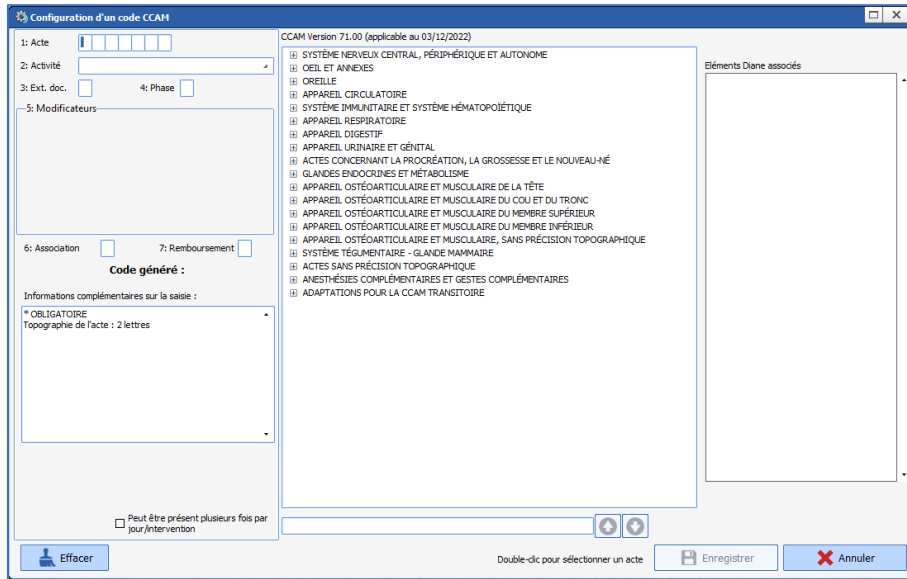 Configuration d'un code CCAM
1: Acte
2: Activité
3: Ext. doc.
4: Phase
5: Modificateurs
6: Association
7: Remboursement
Code généré :
Informations complémentaires sur la saisie :
* OBLIGATOIRE
Topographie de l'acte : 2 lettres
Peut être présent plusieurs fois par
jour/intervention
Effacer
CCAM Version 71.00 (applicable au 03/12/2022)
SYSTÈME NERVEUX CENTRAL, PÉRIPHÉRIQUE ET AUTONOME
OEIL ET ANNEXES
OREILLE
APPAREIL CIRCULATOIRE
SYSTÈME IMMUNITAIRE ET SYSTÈME HÉMATOPOÏÉTIQUE
APPAREIL RESPIRATOIRE
APPAREIL DIGESTIF
APPAREIL URINAIRE ET GÉNITAL
ACTES CONCERNANT LA PROCRÉATION, LA GROSSESSE ET LE NOUVEAU-NÉ
GLANDES ENDOCRINES ET MÉTABOLISME
APPAREIL OSTÉOARTICULAIRE ET MUSCULAIRE DE LA TÊTE
APPAREIL OSTÉOARTICULAIRE ET MUSCULAIRE DU COU ET DU TRONC
APPAREIL OSTÉOARTICULAIRE ET MUSCULAIRE DU MEMBRE SUPÉRIEUR
APPAREIL OSTÉOARTICULAIRE ET MUSCULAIRE DU MEMBRE INFÉRIEUR
APPAREIL OSTÉOARTICULAIRE ET MUSCULAIRE, SANS PRÉCISION TOPOGRAPHIQUE
SYSTÈME TÉGUMENTAIRE - GLANDE MAMMAIRE
ACTES SANS PRÉCISION TOPOGRAPHIQUE
ANESTHÉSIES COMPLÉMENTAIRES ET GESTES COMPLÉMENTAIRES
ADAPTATIONS POUR LA CCAM TRANSITOIRE
Eléments Diane associés
Double-clic pour sélectionner un acte
Enregistrer
Annuler